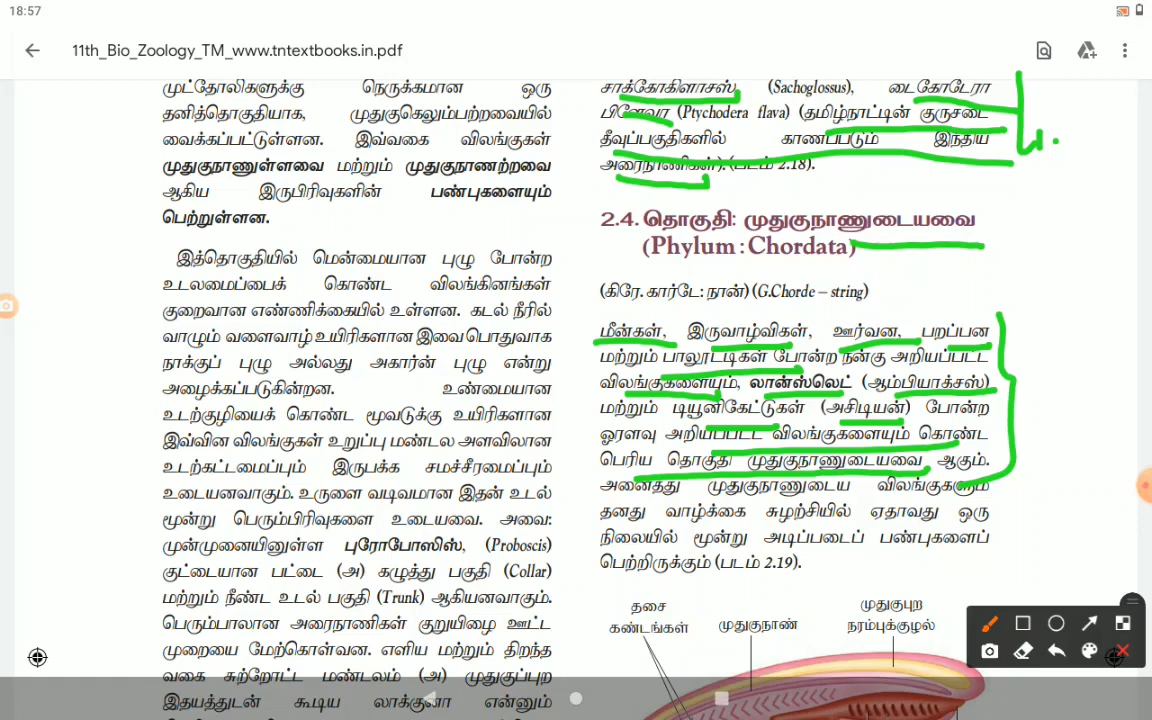 18:57
11th_Bio_Zoology_TM_www.tntextbooks.in.pdf
முட்தோலிகளுக்கு நெருக்கமான ஒரு
தனித்தொகுதியாக, முதுகுகெலும்பற்றவையில்
வைக்கப்பட்டுள்ளன. இவ்வகை விலங்குகள்
முதுகுநாணுள்ளவை மற்றும் முதுகுநாணற்றவை
ஆகிய இருபிரிவுகளின் பண்புகளையும்
பெற்றுள்ளன.
இத்தொகுதியில் மென்மையான புழு போன்ற
உடலமைப்பைக் கொண்ட விலங்கினங்கள்
குறைவான எண்ணிக்கையில் உள்ளன. கடல் நீரில்
வாழும் வளைவாழ் உயிரிகளான இவை பொதுவாக
நாக்குப் புழு அல்லது அகார்ன் புழு என்று
அழைக்கப்படுகின்றன. உண்மையான
உடற்குழியைக் கொண்ட மூவடுக்கு உயிரிகளான
இவ்வின விலங்குகள் உறுப்பு மண்டல அளவிலான
உடற்கட்டமைப்பும் இருபக்க சமச்சீரமைப்பும்
உடையனவாகும். உருளை வடிவமான இதன் உடல்
மூன்று பெரும்பிரிவுகளை உடையவை. அவை:
முன்முனையினுள்ள புரோபோஸிஸ், (Proboscis)
குட்டையான பட்டை (அ) கழுத்து பகுதி (Collar)
மற்றும் நீண்ட உடல் பகுதி (Trunk) ஆகியனவாகும்.
பெரும்பாலான அரைநாணிகள் குறுயிழை ஊட்ட
முறையை மேற்கொள்வன. எளிய மற்றும் திறந்த
வகை சுற்றோட்ட மண்டலம் (அ) முதுகுப்புற
இதயத்துடன் கூடிய லாக்குனா என்னும்
சாக்கோகிளாசஸ் (Sachoglossus), டைகோடேரா
பிளேவா (Ptychodera flava) (தமிழ்நாட்டின் குருசடை
தீவுப்பகுதிகளில் காணப்படும் இந்திய
அரைநாணிகள்). (படம் 2.18).
2.4. தொகுதி: முதுகுநாணுடையவை
(Phylum : Chordata)
(கிரே. கார்டே: நான்) (G.Chorde – string)
மீன்கள், இருவாழ்விகள், ஊர்வன, பறப்பன
மற்றும் பாலூட்டிகள் போன்ற நன்கு அறியப்பட்ட
விலங்குகளையும், லான்ஸ்லெட் (ஆம்பியாக்சஸ்)
மற்றும் டியூனிகேட்டுகள் (அசிடியன்) போன்ற
ஓரளவு அறியப்பட்ட விலங்குகளையும் கொண்ட
பெரிய தொகுதி முதுகுநாணுடையவை ஆகும்.
அனைத்து முதுகுநாணுடைய விலங்குகளும்
தனது வாழ்க்கை சுழற்சியில் ஏதாவது ஒரு
நிலையில் மூன்று அடிப்படைப் பண்புகளைப்
பெற்றிருக்கும் (படம் 2.19).
தசை
கண்டங்கள்
முதுகுநாண்
முதுகுபுற
நரம்புக்குழல்